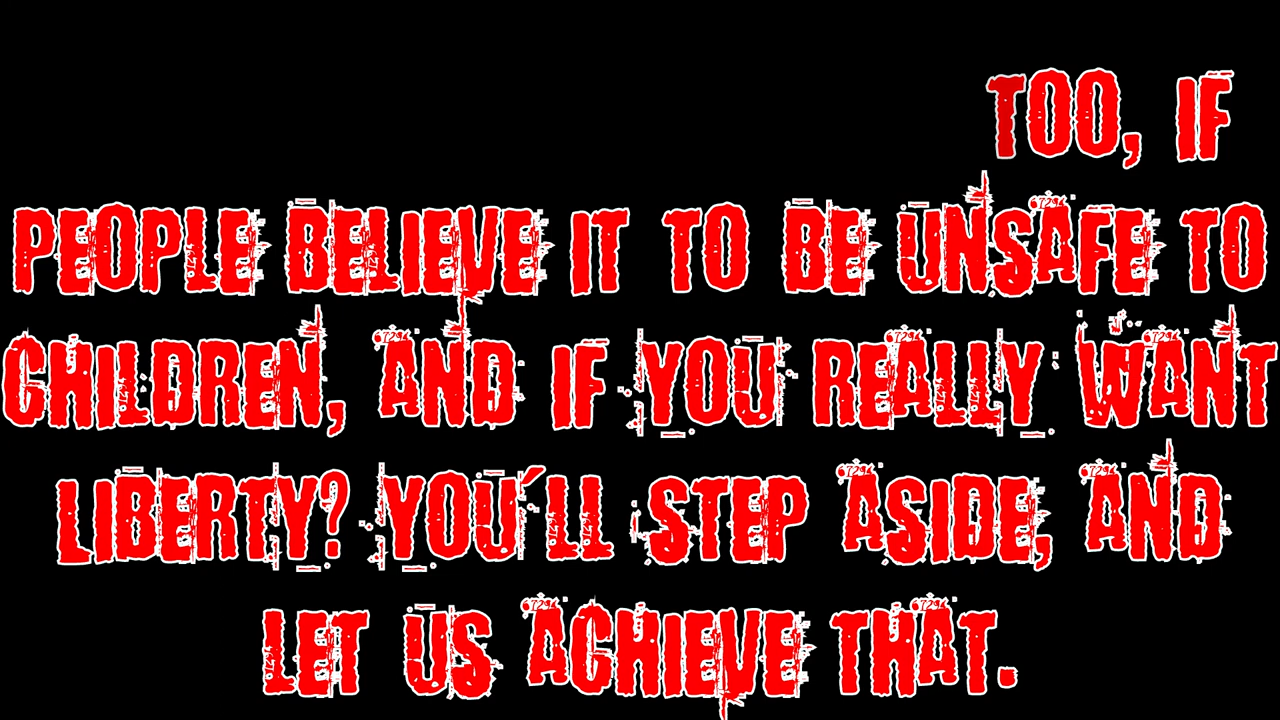 TOO, IF
PEOPLE BELIEVE IT TO BE UNSAFE TO
CHILDREN, AND IF YOU REALLY WANT
LIBERTY? YOU´LL STEP ASIDE, AND
LET US ACHIEVE THAT.